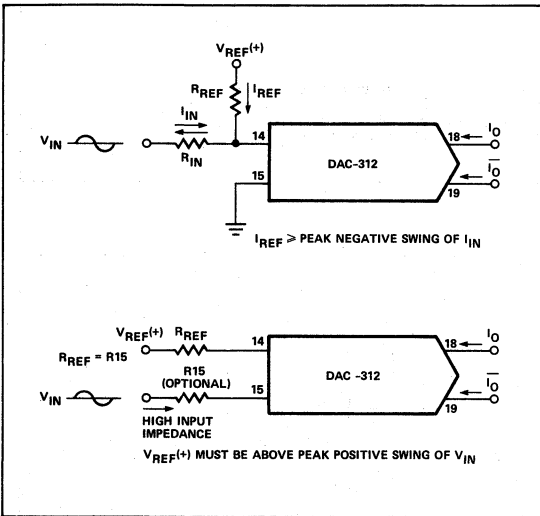 VREF(+)
RREF
IREF
IIN
VIN
RIN
14
15
DAC-312
18
IO
IO
19
IREF ⩾ PEAK NEGATIVE SWING OF IIN
VREF(+)
RREF
RREF = R15
14
R15
(OPTIONAL)
VIN
15
HIGH INPUT
IMPEDANCE
DAC -312
18
IO
IO
19
VREF(+) MUST BE ABOVE PEAK POSITIVE SWING OF VIN